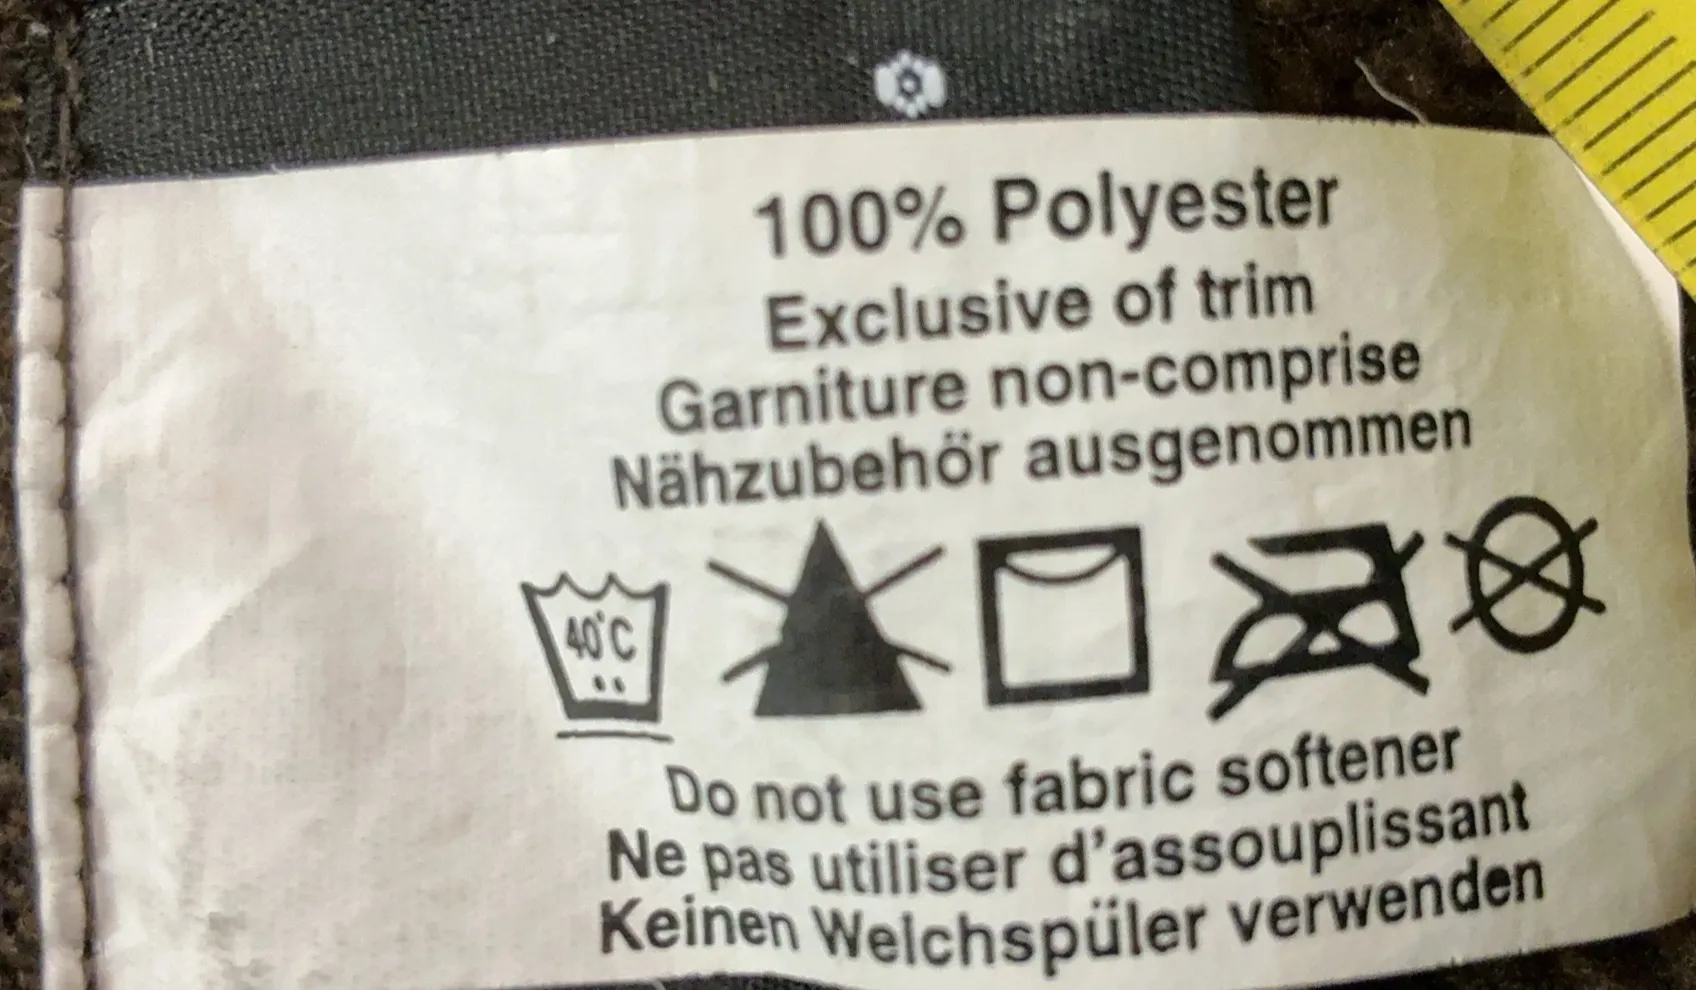 100% Polyester
Exclusive of trim
Garniture non-comprise
Nähzubehör ausgenommen
40°C
Do not use fabric softener
Ne pas utiliser d'assouplissant
Keinen Welchspüler verwenden